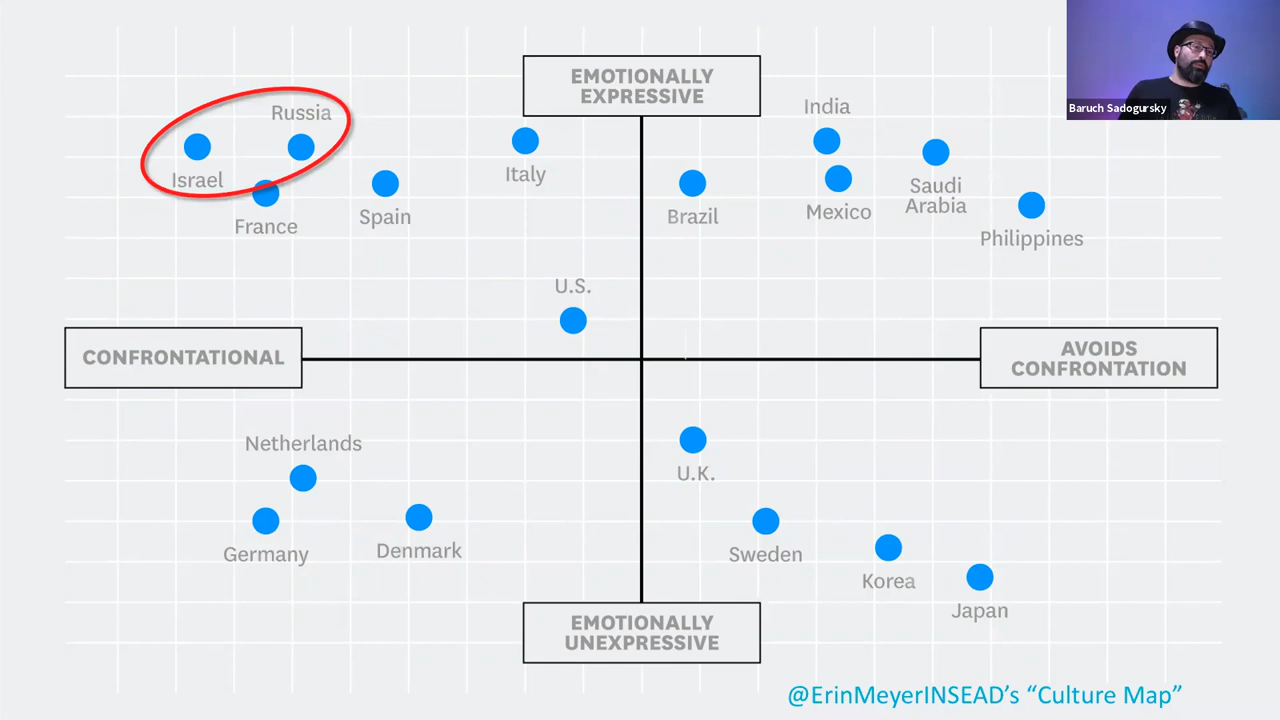 EMOTIONALLY
EXPRESSIVE
Baruch Sadogursky
Russia
India
Israel
Italy
Saudi
Arabia
France
Spain
Brazil
Mexico
Philippines
U.S.
CONFRONTATIONAL
AVOIDS
CONFRONTATION
Netherlands
U.K.
Germany
Denmark
Sweden
Korea
Japan
EMOTIONALLY
UNEXPRESSIVE
@ErinMeyerINSEAD’s “Culture Map”